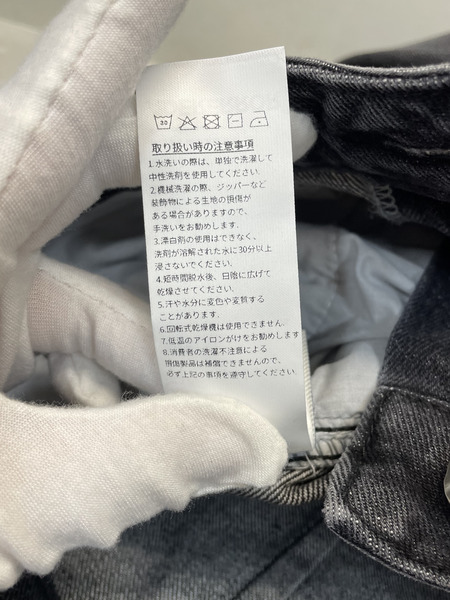 30
取り扱い時の注意事項
1.水洗いの際は、単独で洗濯して
中性洗剤を使用してください.
2.機械洗濯の際、ジッパーなど
装飾物による生地の損傷が
ある場合がありますので、
手洗いをお勧めします.
3.漂白剤の使用はできなく、
洗剤が溶解された水に30分以上
浸さないでください.
4.短時間脱水後、日陰に広げて
乾燥させてください.
5.汗や水分に変色や変質する
ことがあります.
6.回転式乾燥機は使用できません.
7.低温のアイロンがけをお勧めします
8.消費者の洗濯不注意による
損傷製品は補償できませんので、
必ず上記の事項を遵守してください.